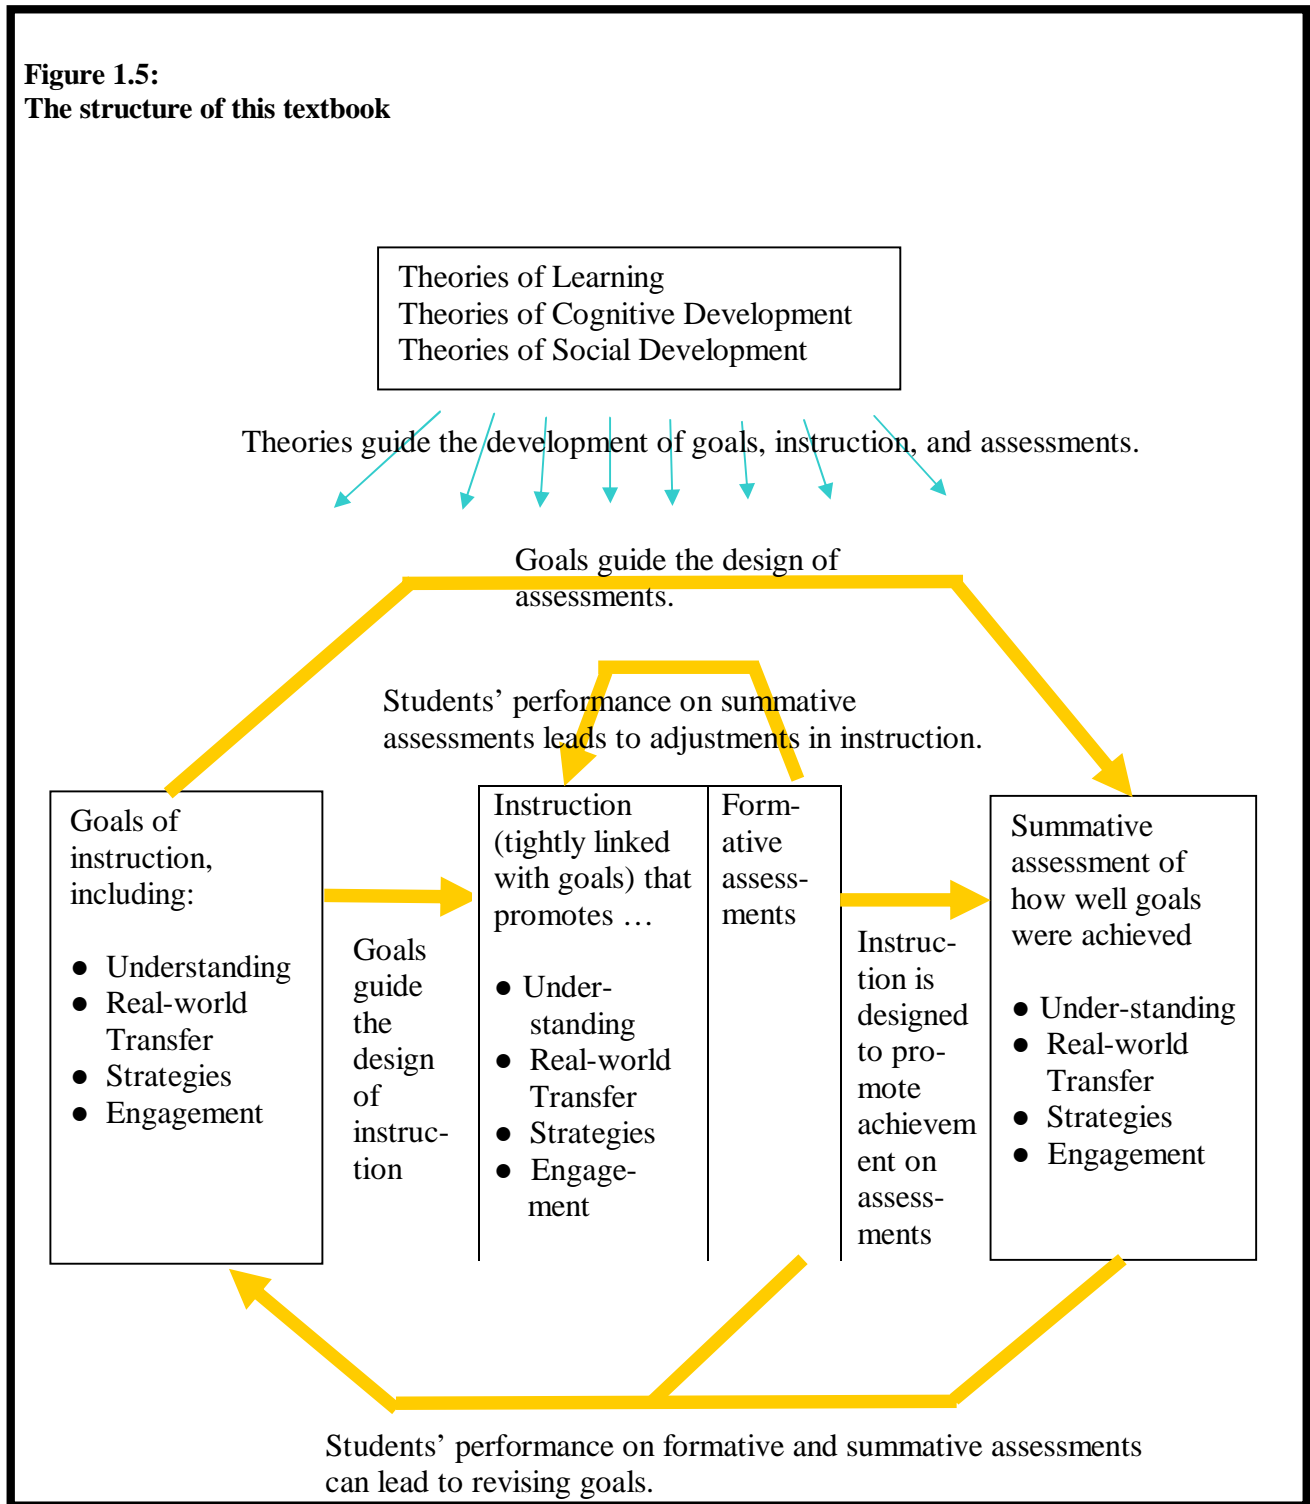 Figure 1.5:
The structure of this textbook
Theories of Learning
Theories of Cognitive Development
Theories of Social Development
Theories guide the development of goals, instruction, and assessments.
Goals guide the design of
assessments.
Students’ performance on summative
assessments leads to adjustments in instruction.
Goals of
instruction,
including:
● Understanding
● Real-world
Transfer
● Strategies
● Engagement
Goals
guide
the
design
of
instruc-
tion
Instruction
(tightly linked
with goals) that
promotes …
● Under-
standing
● Real-world
Transfer
● Strategies
● Engage-
ment
Form-
ative
assess-
ments
Instruc-
tion is
designed
to pro-
mote
achievem
ent on
assess-
ments
Summative
assessment of
how well goals
were achieved
● Under-standing
● Real-world
Transfer
● Strategies
● Engagement
Students’ performance on formative and summative assessments
can lead to revising goals.